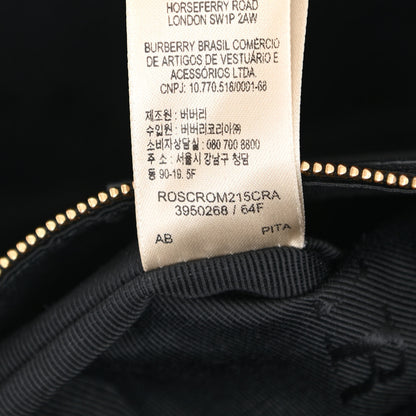 HORSEFERRY ROAD
LONDON SW1P 2AW
BURBERRY BRASIL COMÉRCIO
DE ARTIGOS DE VESTUÁRIO E
ACESSÓRIOS LTDA.
CNPJ: 10.770.518/0001-68
제조원 : 버버리
수입원 : 버버리코리아㈜
소비자상담실 : 080 700 8800
주소 : 서울시 강남구 청담
동 90-19. 5F
ROSCROM215CRA
3950268 / 64F
AB PITA